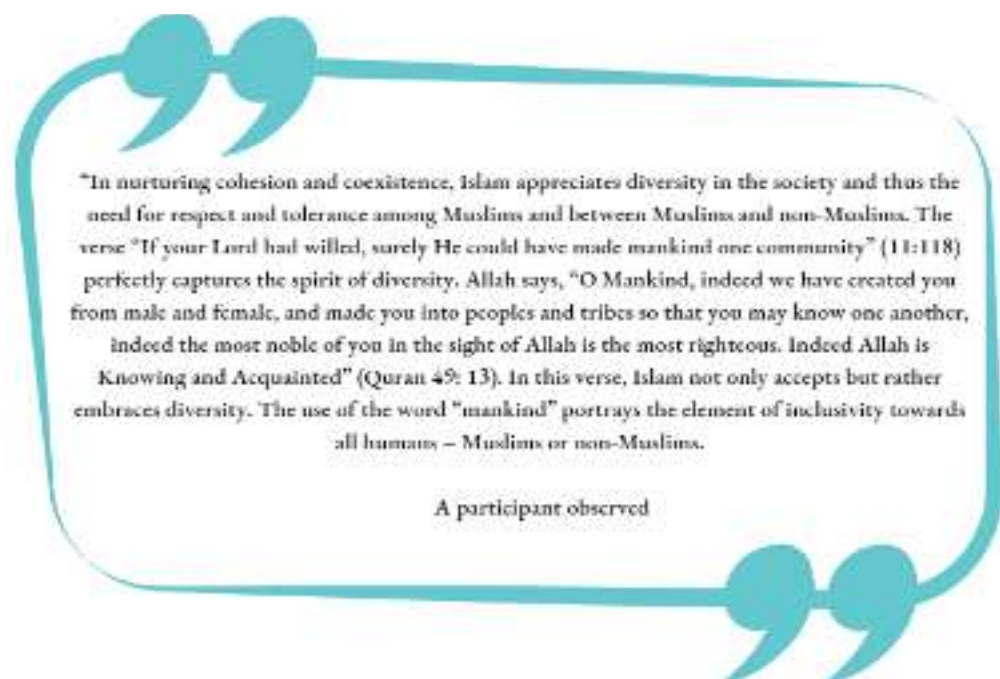 “In nurturing cohesion and coexistence, Islam appreciates diversity in the society and thus the
need for respect and tolerance among Muslims and between Muslims and non-Muslims. The
verse “If your Lord had willed, surely He could have made mankind one community” (11:118)
perfectly captures the spirit of diversity. Allah says, “O Mankind, indeed we have created you
from male and female, and made you into peoples and tribes so that you may know one another,
indeed the most noble of you in the sight of Allah is the most righteous. Indeed Allah is
Knowing and Acquainted” (Quran 49: 13). In this verse, Islam not only accepts but rather
embraces diversity. The use of the word “mankind” portrays the element of inclusivity towards
all humans – Muslims or non-Muslims.
A participant observed